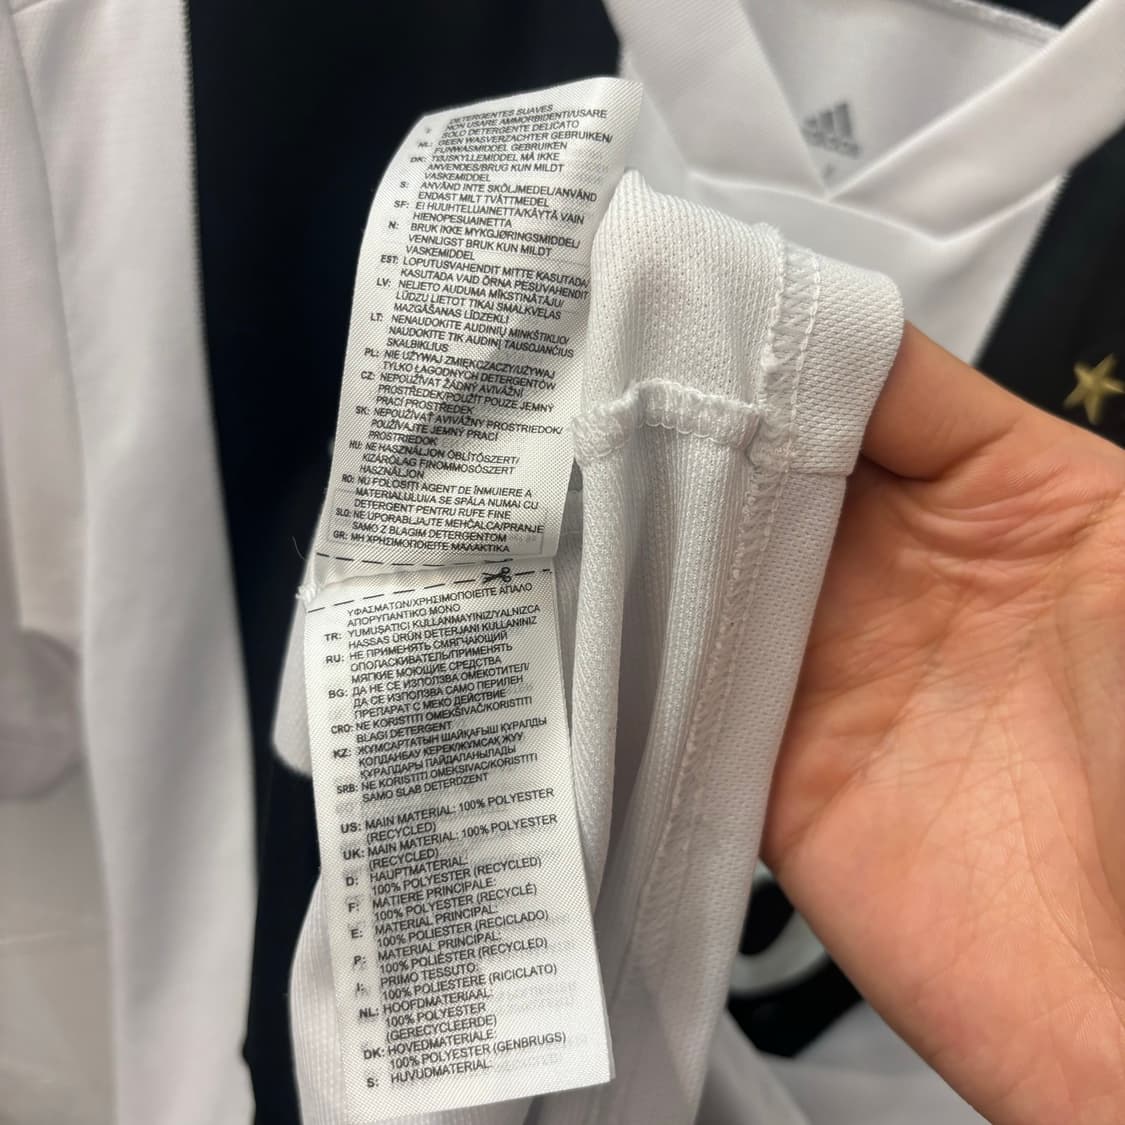 DETERGENTES SUAVES
NON USARE AMMORBIDENTI/USARE
SOLO DETERGENTE DELICATO
NL: GEEN WASVERZACHTER GEBRUIKEN/
FIJNWASMIDDEL GEBRUIKEN
DK: TØJSKYLLEMIDDEL MÅ IKKE
ANVENDES/BRUG KUN MILDT
VASKEMIDDEL
S: ANVÄND INTE SKÖLJMEDEL/ANVÄND
ENDAST MILT TVÄTTMEDEL
SF: EI HUUHTELUAINETTA/KÄYTÄ VAIN
HIENOPESUAINETTA
N: BRUK IKKE MYKGJØRINGSMIDDEL/
VENNLIGST BRUK KUN MILDT
VASKEMIDDEL
EST: LOPUTUSVAHENDIT MITTE KASUTADA/
KASUTADA VAID ÕRNA PESUVAHENDIT
LV: NELIETO AUDUMA MĪKSTINĀTĀJU/
LŪDZU LIETOT TIKAI SMALKVEĻAS
MAZGĀŠANAS LĪDZEKLI
LT: NENAUDOKITE AUDINIŲ MINKŠTIKLIO/
NAUDOKITE TIK AUDINĮ TAUSOJANČIUS
SKALBIKLIUS
PL: NIE UŻYWAJ ZMIĘKCZACZY/UŻYWAJ
TYLKO ŁAGODNYCH DETERGENTÓW
CZ: NEPOUŽÍVAT ŽÁDNÝ AVIVÁŽNÍ
PROSTŘEDEK/POUŽÍT POUZE JEMNÝ
PRACÍ PROSTŘEDEK
SK: NEPOUŽÍVAŤ AVIVÁŽNY PROSTRIEDOK/
POUŽÍVAJTE JEMNÝ PRACÍ
PROSTRIEDOK
HU: NE HASZNÁLJON ÖBLÍTŐSZERT/
KIZÁRÓLAG FINOMMOSÓSZERT
HASZNÁLJON
RO: NU FOLOSITI AGENT DE ÎNMUIERE A
MATERIALULUI/A SE SPĂLA NUMAI CU
DETERGENT PENTRU RUFE FINE
SLO: NE UPORABLJAJTE MEHČALCA/PRANJE
SAMO Z BLAGIM DETERGENTOM
GR: ΜΗ ΧΡΗΣΙΜΟΠΟΙΕΙΤΕ ΜΑΛΑΚΤΙΚΑ
ΥΦΑΣΜΑΤΩΝ/ΧΡΗΣΙΜΟΠΟΙΕΙΤΕ ΑΠΑΛΟ
ΑΠΟΡΥΠΑΝΤΙΚΟ ΜΟΝΟ
TR: YUMUŞATICI KULLANMAYINIZ/YALNIZCA
HASSAS ÜRÜN DETERJANI KULLANINIZ
RU: НЕ ПРИМЕНЯТЬ СМЯГЧАЮЩИЙ
ОПОЛАСКИВАТЕЛЬ/ПРИМЕНЯТЬ
МЯГКИЕ МОЮЩИЕ СРЕДСТВА
BG: ДА НЕ СЕ ИЗПОЛЗВА ОМЕКОТИТЕЛ/
ДА СЕ ИЗПОЛЗВА САМО ПЕРИЛЕН
ПРЕПАРАТ С МЕКО ДЕЙСТВИЕ
CRO: NE KORISTITI OMEKŠIVAČ/KORISTITI
BLAGI DETERGENT
KZ: ЖҰМСАРТАТЫН ШАЙҚАҒЫШ ҚҰРАЛДЫ
ҚОЛДАНБАУ КЕРЕК/ЖҰМСАҚ ЖУУ
ҚҰРАЛДАРЫ ПАЙДАЛАНЫЛАДЫ
SRB: NE KORISTITI OMEKSIVAC/KORISTITI
SAMO SLAB DETERDZENT
US: MAIN MATERIAL: 100% POLYESTER
(RECYCLED)
UK: MAIN MATERIAL: 100% POLYESTER
(RECYCLED)
D: HAUPTMATERIAL:
100% POLYESTER (RECYCLED)
F: MATIERE PRINCIPALE:
100% POLYESTER (RECYCLÉ)
E: MATERIAL PRINCIPAL:
100% POLIÉSTER (RECICLADO)
P: MATERIAL PRINCIPAL:
100% POLIÉSTER (RECYCLED)
I: PRIMO TESSUTO:
100% POLIESTERE (RICICLATO)
NL: HOOFDMATERIAAL:
100% POLYESTER
(GERECYCLEERDE)
DK: HOVEDMATERIALE:
100% POLYESTER (GENBRUGS)
S: HUVUDMATERIAL: